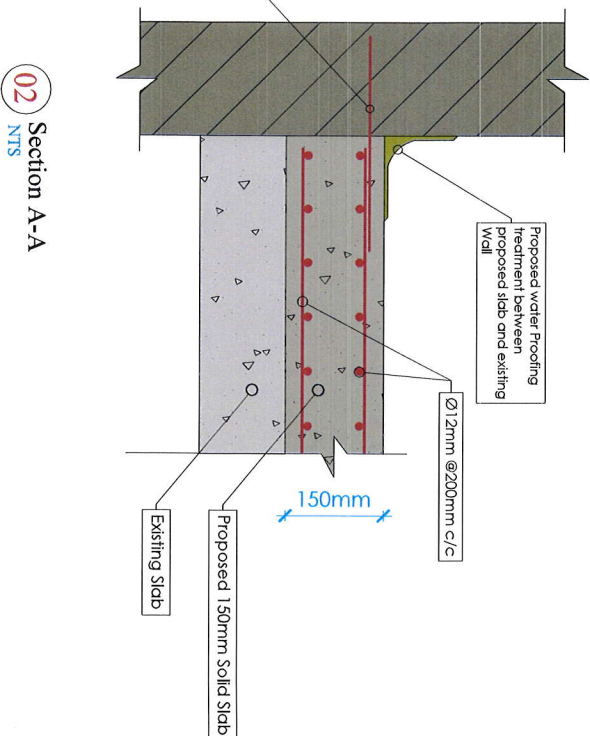 Proposed water Proofing
treatment between
proposed slab and existing
Wall
Ø12mm @200mm c/c
150mm
Proposed 150mm Solid Slab
Existing Slab
02
Section A-A
NTS